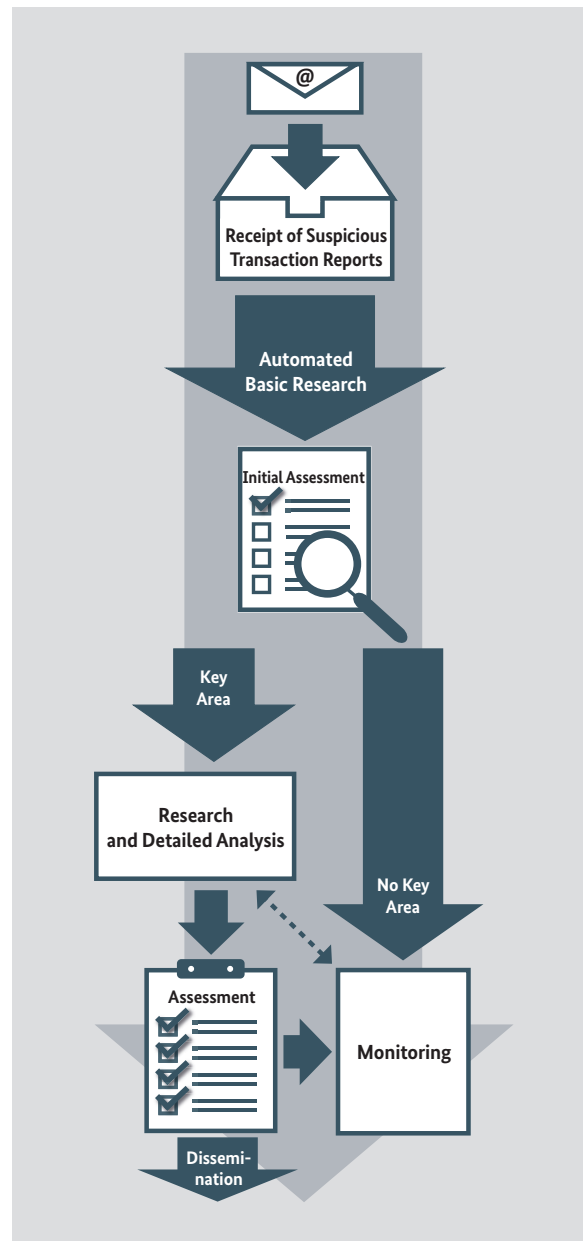 @
Receipt of Suspicious
Transaction Reports
Automated
Basic Research
Initial Assessment
Key
Area
Research
and Detailed Analysis
No Key
Area
Assessment
Monitoring
Dissemi-
nation